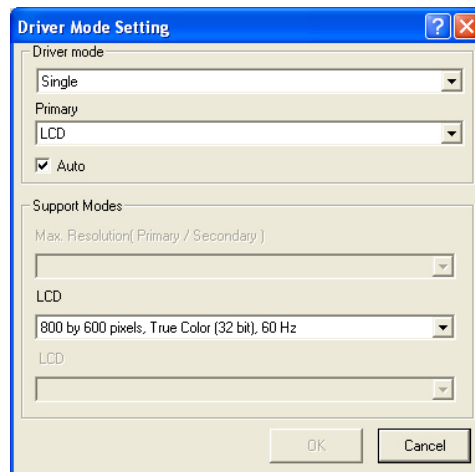 Driver Mode Setting
Driver mode
Single
Primary
LCD
Auto
Support Modes
Max. Resolution( Primary / Secondary )
LCD
800 by 600 pixels, True Color (32 bit), 60 Hz
LCD
OK
Cancel